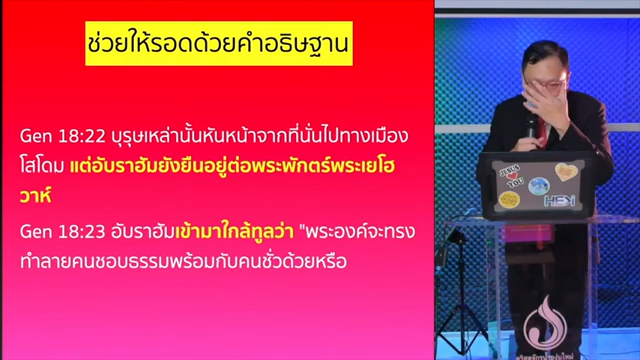 ช่วยให้รอดด้วยคำอธิษฐาน
Gen 18:22 บุรุษเหล่านั้นหันหน้าจากที่นั่นไปทางเมือง
โสโดม แต่อับราฮัมยังยืนอยู่ต่อพระพักตร์พระเยโฮ
วาห์
Gen 18:23 อับราฮัมเข้ามาใกล้ทูลว่า "พระองค์จะทรง
ทำลายคนชอบธรรมพร้อมกับคนชั่วด้วยหรือ
JESUS
YOU